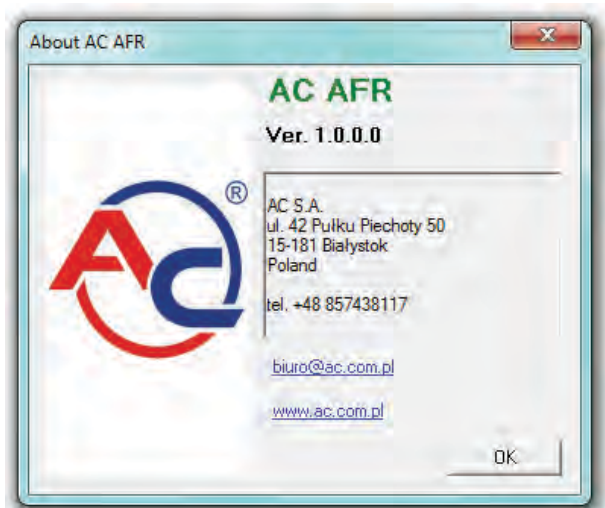 About AC AFR
AC AFR
Ver. 1.0.0.0
AC
®
AC S.A.
ul. 42 Pułku Piechoty 50
15-181 Białystok
Poland
tel. +48 857438117
biuro@ac.com.pl
www.ac.com.pl
OK